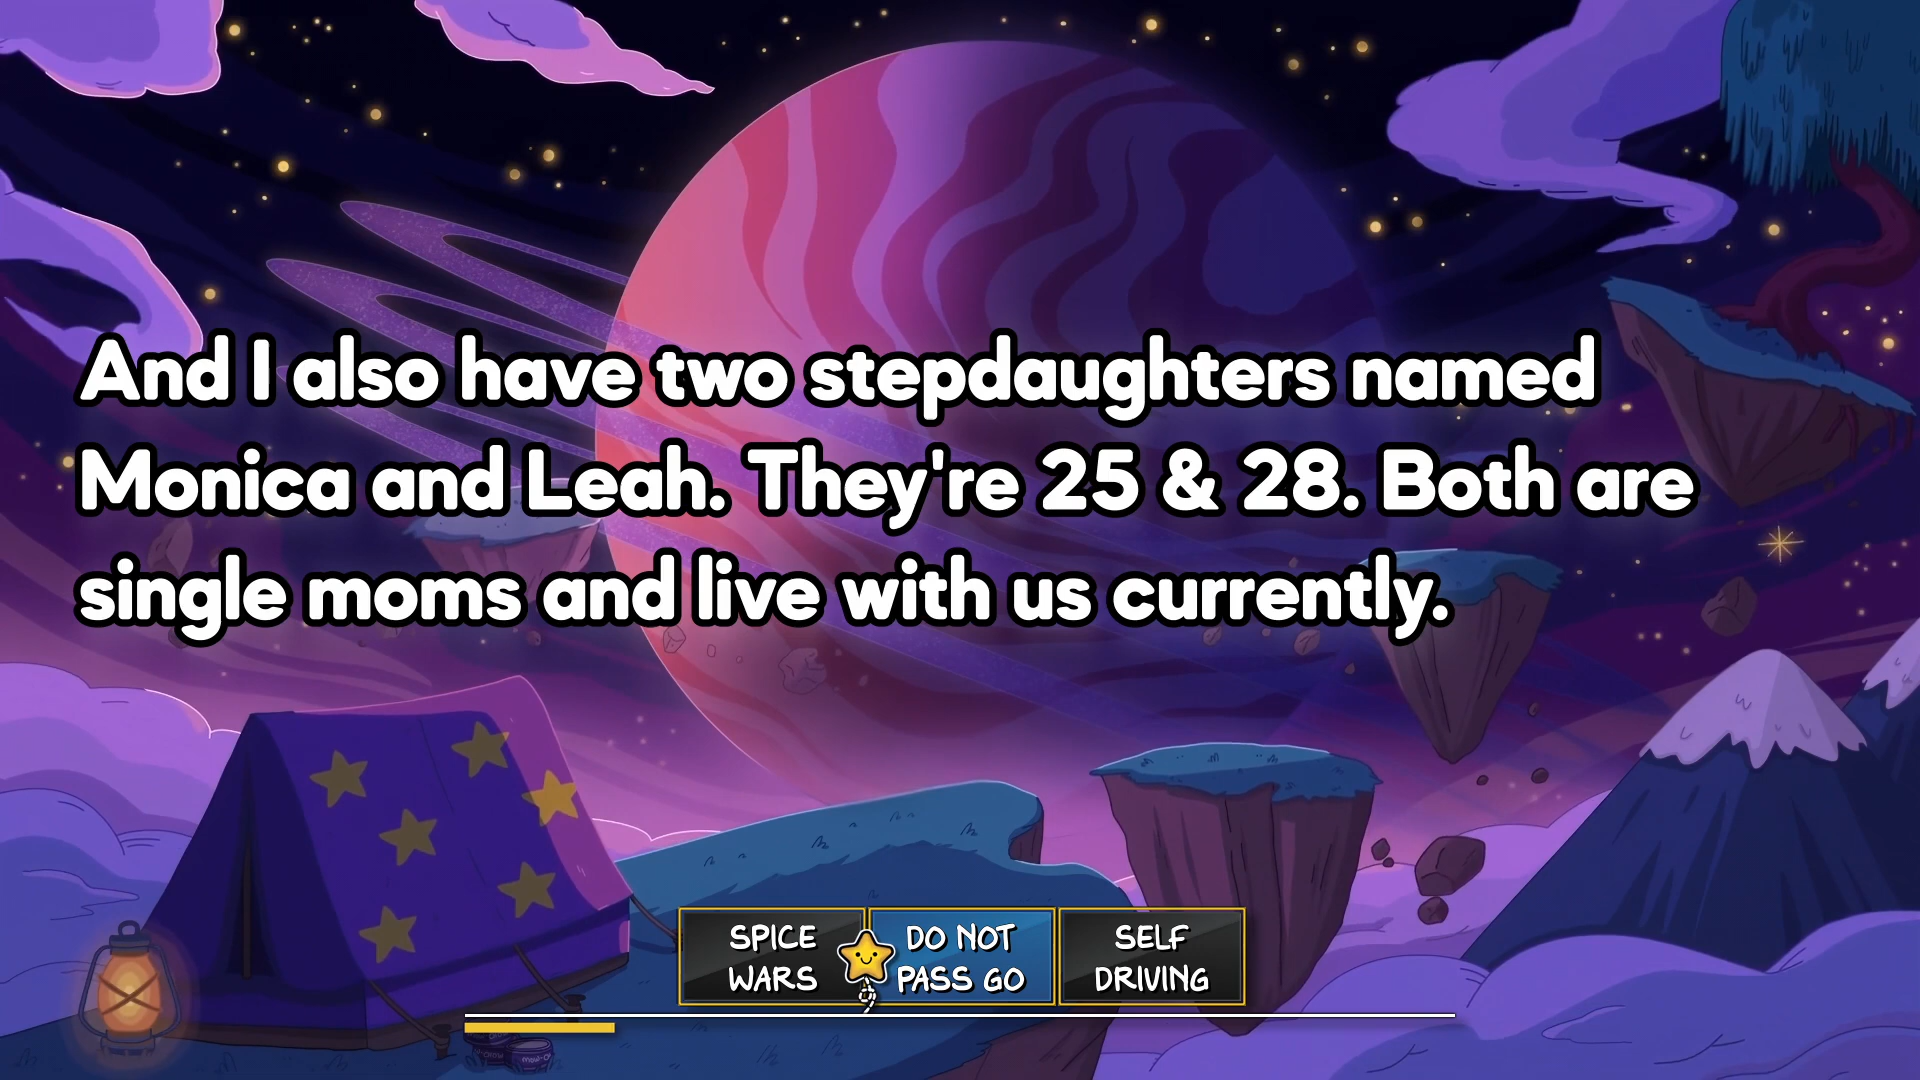 And I also have two stepdaughters named
Monica and Leah. They're 25 & 28. Both are
single moms and live with us currently.
SPICE
WARS
DO NOT
PASS GO
SELF
DRIVING